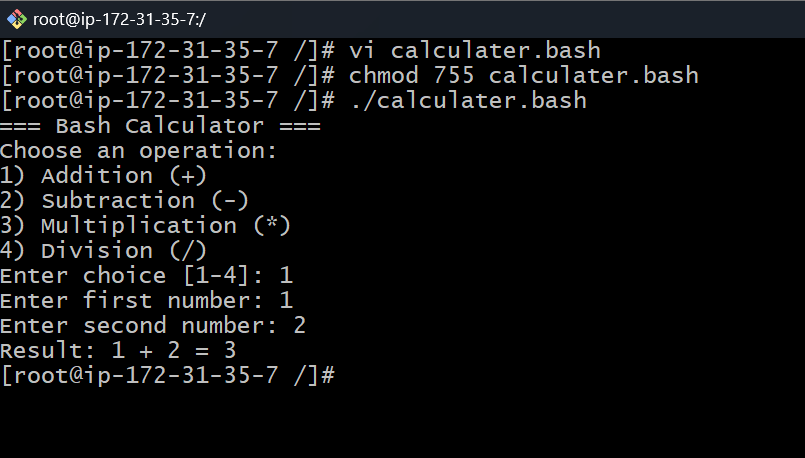 root@ip-172-31-35-7:/
[root@ip-172-31-35-7 /]# vi calculater.bash
[root@ip-172-31-35-7 /]# chmod 755 calculater.bash
[root@ip-172-31-35-7 /]# ./calculater.bash
=== Bash Calculator ===
Choose an operation:
1) Addition (+)
2) Subtraction (-)
3) Multiplication (*)
4) Division (/)
Enter choice [1-4]: 1
Enter first number: 1
Enter second number: 2
Result: 1 + 2 = 3
[root@ip-172-31-35-7 /]#